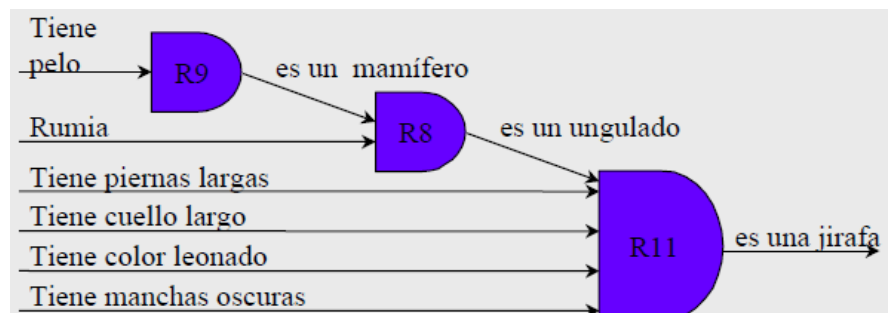 Tiene
pelo
R9
es un mamífero
Rumia
R8
es un ungulado
Tiene piernas largas
Tiene cuello largo
R11
es una jirafa
Tiene color leonado
Tiene manchas oscuras